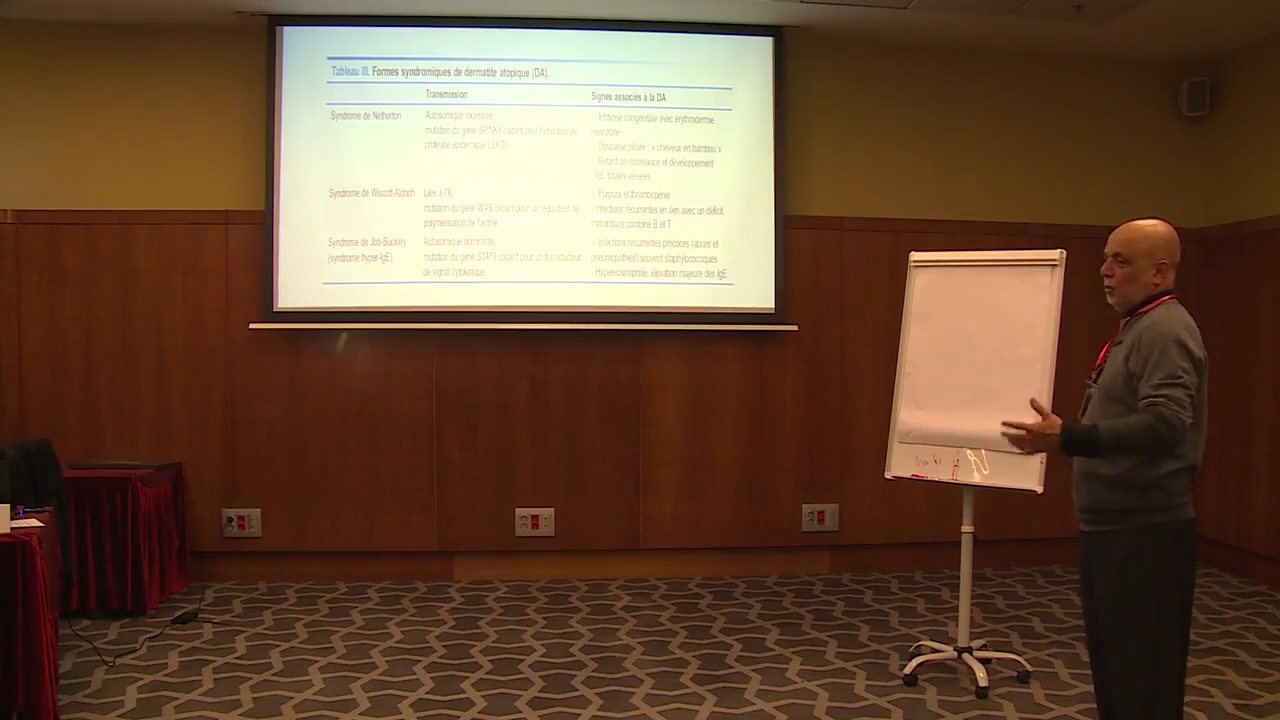 Tableau III. Formes syndromiques de dermatite atopique (DA).
Transmission Signes associés à la DA
Syndrome de Netherton Autosomique récessive, - Ichtyose congénitale avec érythrodermie
mutation du gène SPINK5 codant pour l'inhibiteur de néonatale
protéase épidermique LEKTI - Dysplasie pilaire : « cheveux en bambou »
- Retard de croissance et développement
IgE totales élevées
Syndrome de Wiscott-Aldrich Liée à l'X, - Purpura et thrombopénie
mutation du gène WAS codant pour un régulateur de - Infections récurrentes en lien avec un déficit
polymérisation de l'actine immunitaire combiné B et T
Syndrome de Job-Buckley Autosomique dominante, - Infections récurrentes précoces (abcès et
(syndrome hyper-IgE) mutation du gène STAT3 codant pour un transducteur pneumopathies) souvent staphylococciques
de signal cytokinique - Hyperéosinophilie, élévation majeure des IgE